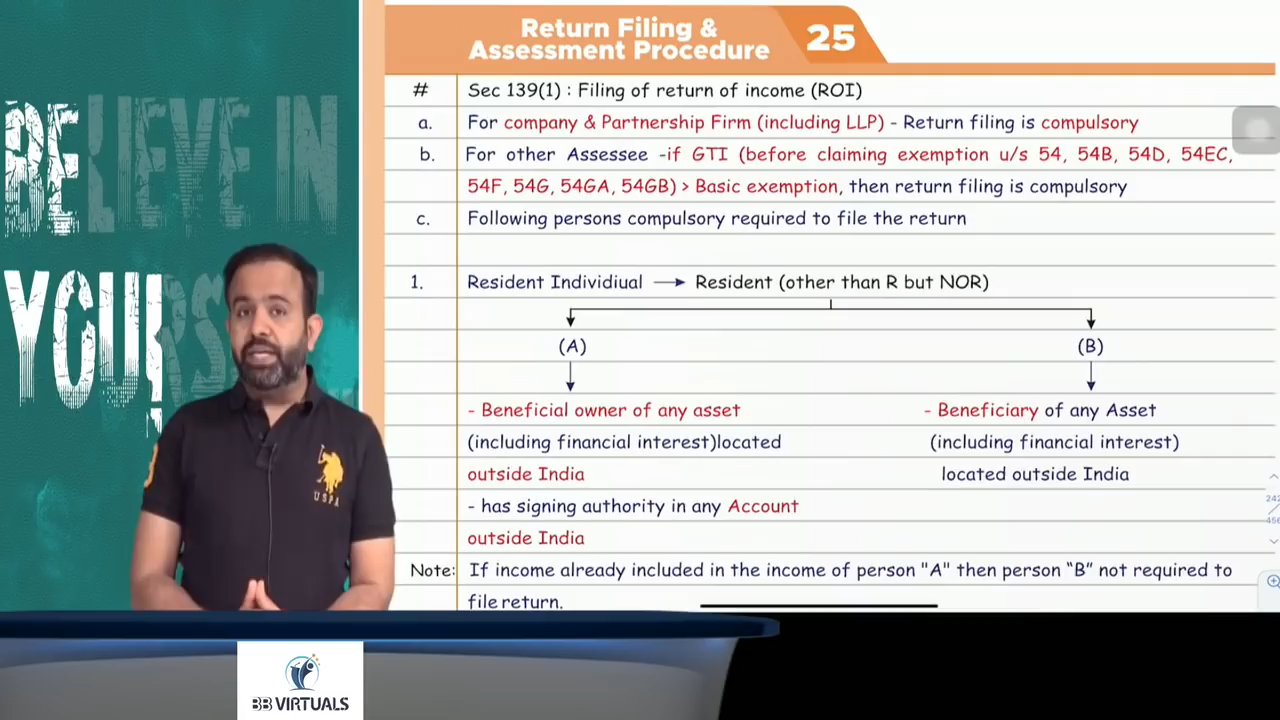 BELIEVE IN
YOURSELF
Return Filing &
Assessment Procedure
25
# Sec 139(1) : Filing of return of income (ROI)
a. For company & Partnership Firm (including LLP) - Return filing is compulsory
b. For other Assessee -if GTI (before claiming exemption u/s 54, 54B, 54D, 54EC,
54F, 54G, 54GA, 54GB) > Basic exemption, then return filing is compulsory
c. Following persons compulsory required to file the return
1. Resident Individiual → Resident (other than R but NOR)
(A) (B)
- Beneficial owner of any asset
(including financial interest)located
outside India
- has signing authority in any Account
outside India
- Beneficiary of any Asset
(including financial interest)
located outside India
Note: If income already included in the income of person "A" then person “B” not required to
file return.
242
456
USPA
BB VIRTUALS